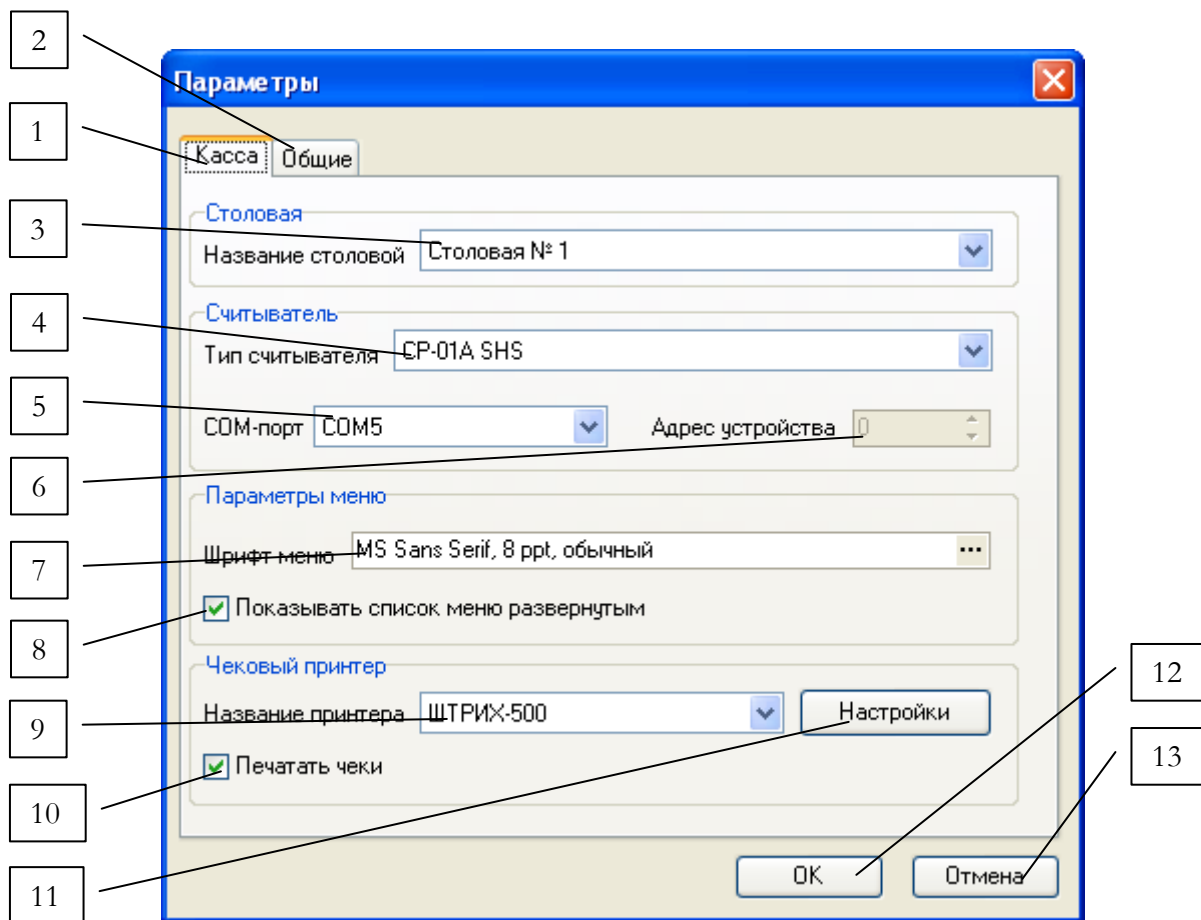 2
Параметры
1
Касса Общие
Столовая
3
Название столовой Столовая № 1
Считыватель
4
Тип считывателя CP-01A SHS
5
COM-порт COM5 Адрес устройства 0
6
Параметры меню
7
Шрифт меню MS Sans Serif, 8 ppt, обычный ...
Показывать список меню развернутым
8
Чековый принтер
12
9
Название принтера ШТРИХ-500 Настройки
13
Печатать чеки
10
11
OK Отмена